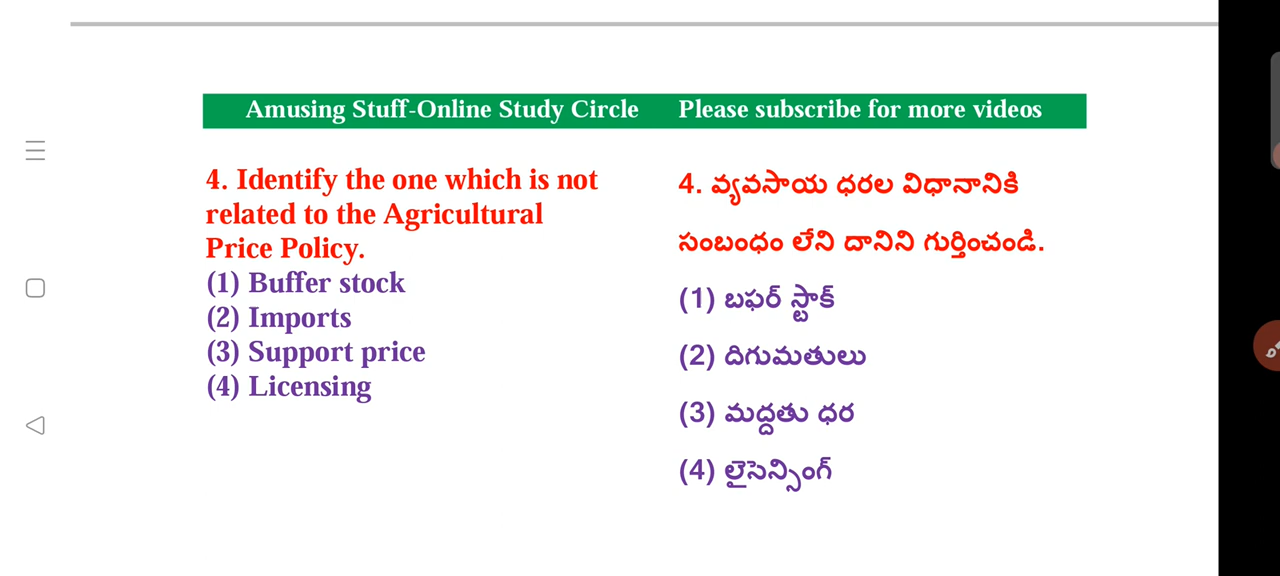 Amusing Stuff-Online Study Circle Please subscribe for more videos
4. Identify the one which is not
related to the Agricultural
Price Policy.
(1) Buffer stock
(2) Imports
(3) Support price
(4) Licensing
4. వ్యవసాయ ధరల విధానానికి
సంబంధం లేని దానిని గుర్తించండి.
(1) బఫర్ స్టాక్
(2) దిగుమతులు
(3) మద్దతు ధర
(4) లైసెన్సింగ్